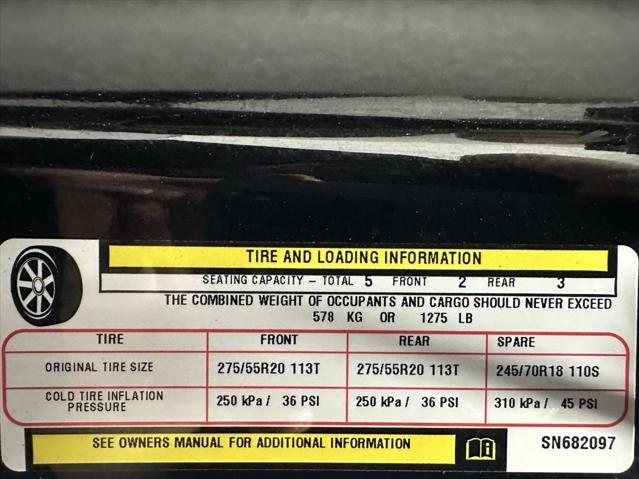 TIRE AND LOADING INFORMATION
SEATING CAPACITY – TOTAL 5 FRONT 2 REAR 3
THE COMBINED WEIGHT OF OCCUPANTS AND CARGO SHOULD NEVER EXCEED
578 KG OR 1275 LB
TIRE FRONT REAR SPARE
ORIGINAL TIRE SIZE 275/55R20 113T 275/55R20 113T 245/70R18 110S
COLD TIRE INFLATION
PRESSURE 250 kPa / 36 PSI 250 kPa / 36 PSI 310 kPa / 45 PSI
SEE OWNERS MANUAL FOR ADDITIONAL INFORMATION SN682097